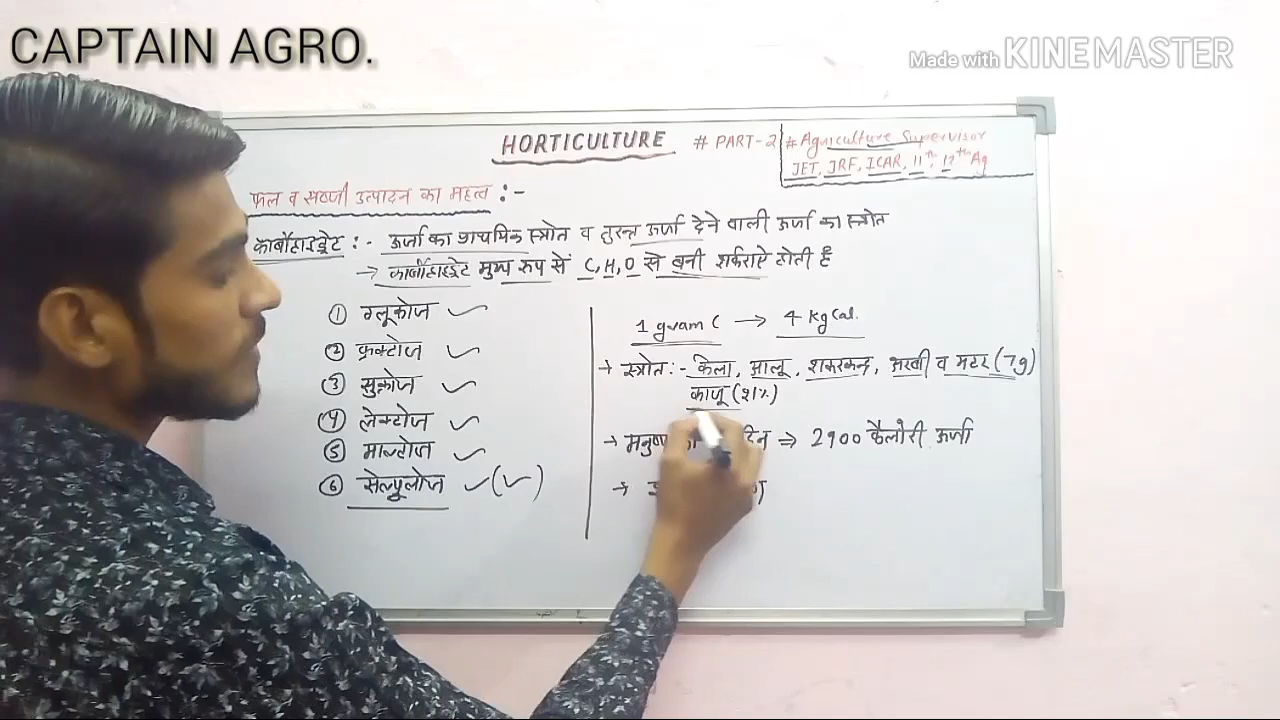 CAPTAIN AGRO.
Made with KINEMASTER
HORTICULTURE # PART-2
# Agriculture Supervisor
JET, JRF, ICAR, 11th, 12th Ag
फल व सब्जी उत्पादन का महत्व :-
कार्बोहाइड्रेट :- ऊर्जा का प्राथमिक स्त्रोत व तुरन्त ऊर्जा देने वाली ऊर्जा का स्त्रोत
→ कार्बोहाइड्रेट मुख्य रूप से C, H, O से बनी शर्कराऐ होती है
① ग्लूकोज
② फ्रक्टोज
③ सुक्रोज
④ लेक्टोज
⑤ माल्टोज
⑥ सेल्यूलोज
1 gram C → 4 kgCal.
→ स्त्रोत :- केला, आलू, शकरकन्द, अरबी व मटर (7g)
काजू (21%)
→ दिन ⇒ 2900 कैलोरी ऊर्जा
→